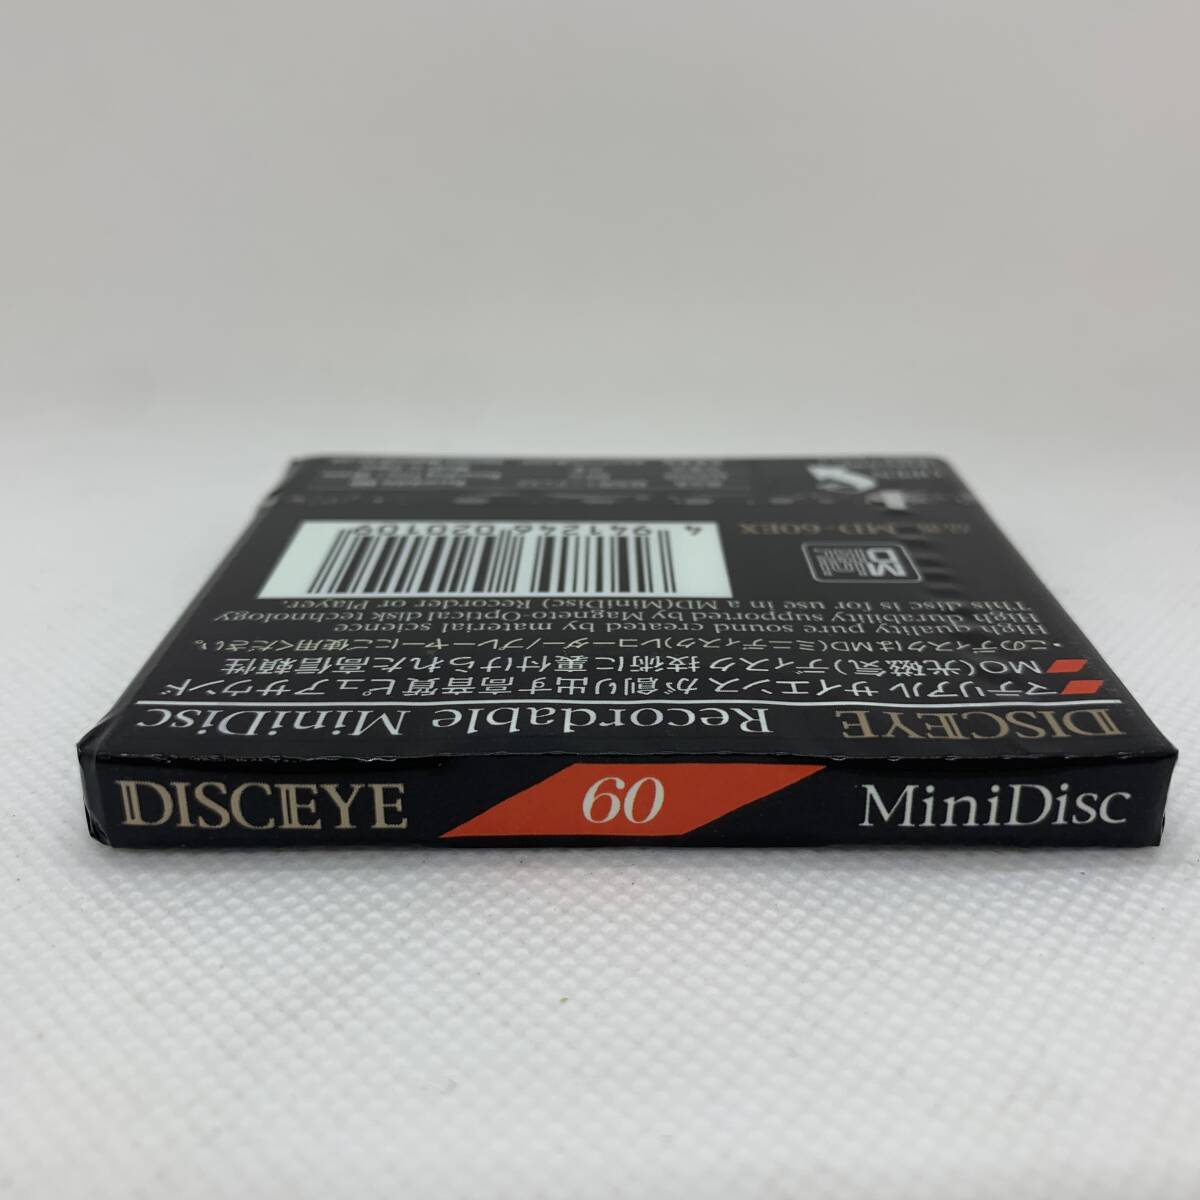 DISCEYE 60 MiniDisc
DISCEYE Recordable MiniDisc
マテリアル サイエンスが創り出す高音質ピュアサウンド
MO(光磁気)ディスク技術に裏付けられた高信頼性
・このディスクはMD(ミニディスク)レコーダー/プレーヤーにご使用ください。
High quality pure sound created by material science
High durability supported by Magneto-Optical disk technology
This disc is for use in a MD(MiniDisc) Recorder or Player.
MD-60EX
4 941246 020109